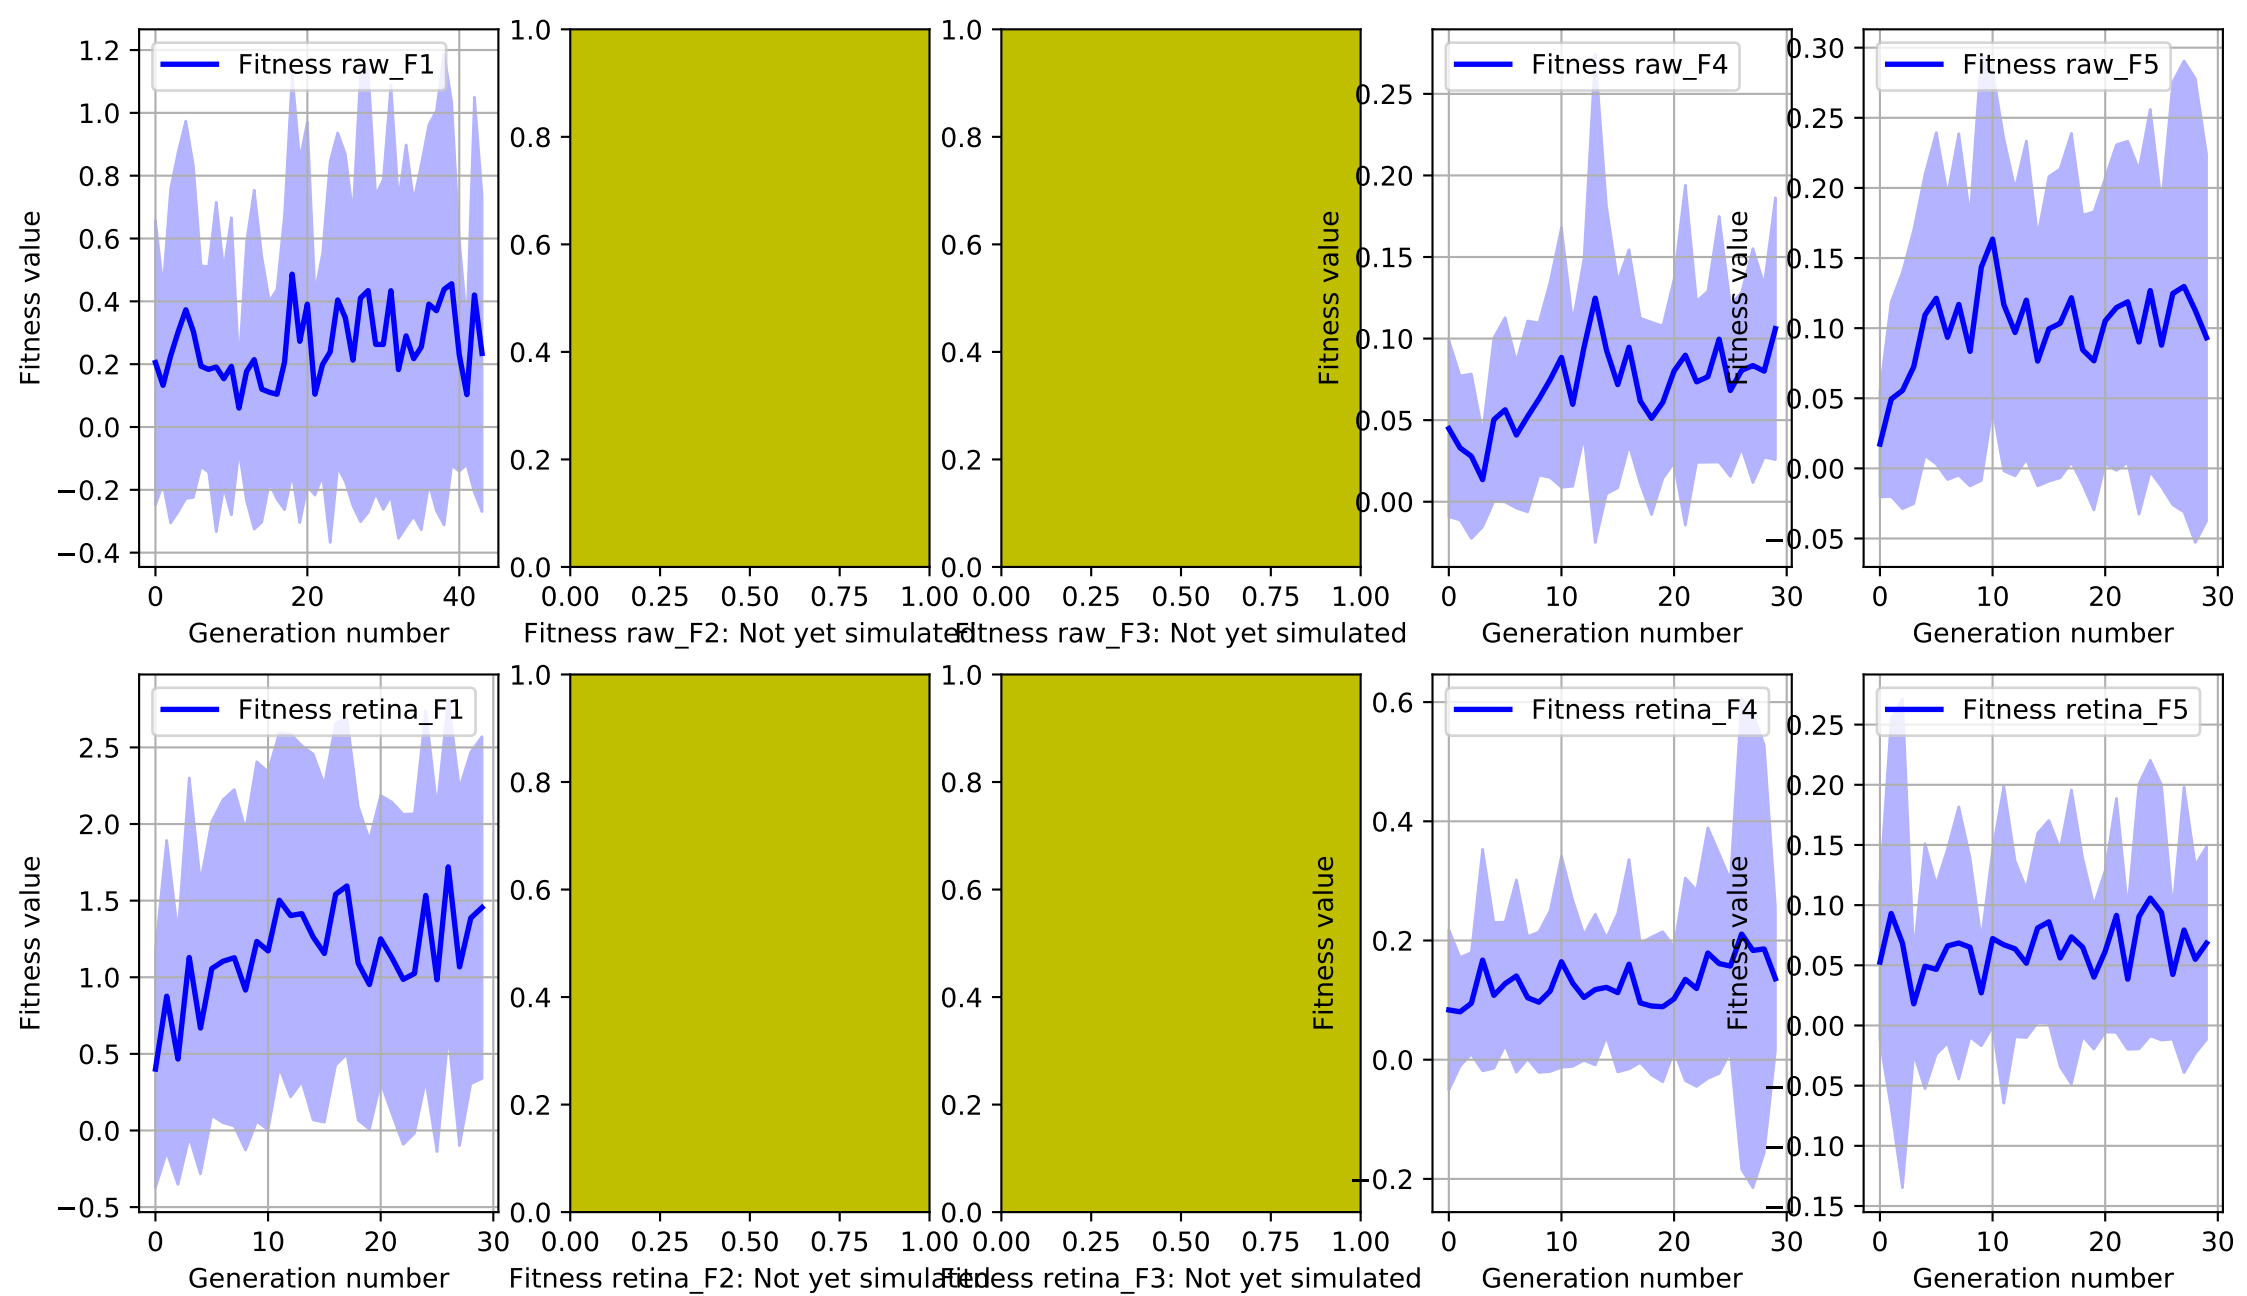 Fitness raw_F1
Fitness value
1.2
1.0
0.8
0.6
0.4
0.2
0.0
−0.2
−0.4
0 20 40
Generation number
1.0
0.8
0.6
0.4
0.2
0.0
0.00 0.25 0.50 0.75 1.00
Fitness raw_F2: Not yet simulated
1.0
0.8
0.6
0.4
0.2
0.0
0.00 0.25 0.50 0.75 1.00
Fitness raw_F3: Not yet simulated
Fitness raw_F4
Fitness value
0.25
0.20
0.15
0.10
0.05
0.00
0 10 20 30
Generation number
Fitness raw_F5
Fitness value
0.30
0.25
0.20
0.15
0.10
0.05
0.00
−0.05
0 10 20 30
Generation number
Fitness retina_F1
Fitness value
2.5
2.0
1.5
1.0
0.5
0.0
−0.5
0 10 20 30
Generation number
1.0
0.8
0.6
0.4
0.2
0.0
0.00 0.25 0.50 0.75 1.00
Fitness retina_F2: Not yet simulated
1.0
0.8
0.6
0.4
0.2
0.0
0.00 0.25 0.50 0.75 1.00
Fitness retina_F3: Not yet simulated
Fitness retina_F4
Fitness value
0.6
0.4
0.2
0.0
−0.2
0 10 20 30
Generation number
Fitness retina_F5
Fitness value
0.25
0.20
0.15
0.10
0.05
0.00
−0.05
−0.10
−0.15
0 10 20 30
Generation number